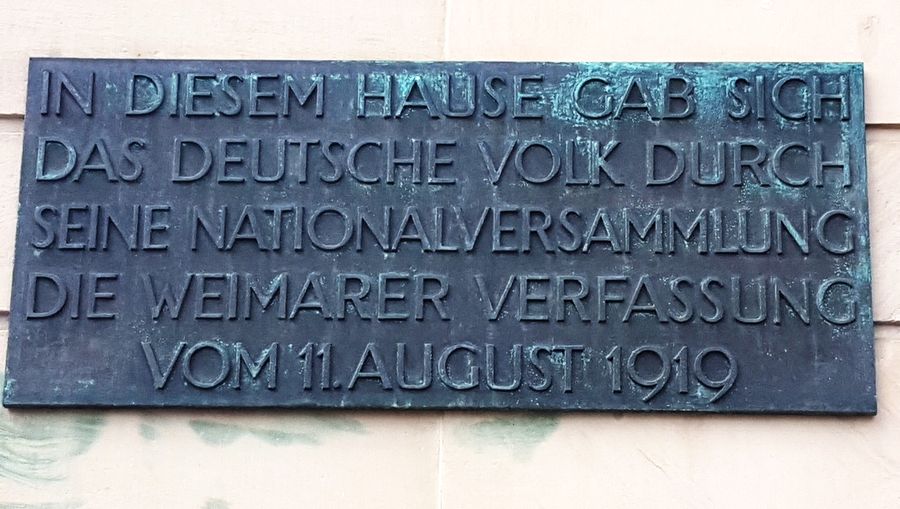 IN DIESEM HAUSE GAB SICH
DAS DEUTSCHE VOLK DURCH
SEINE NATIONALVERSAMMLUNG
DIE WEIMARER VERFASSUNG
VOM 11. AUGUST 1919